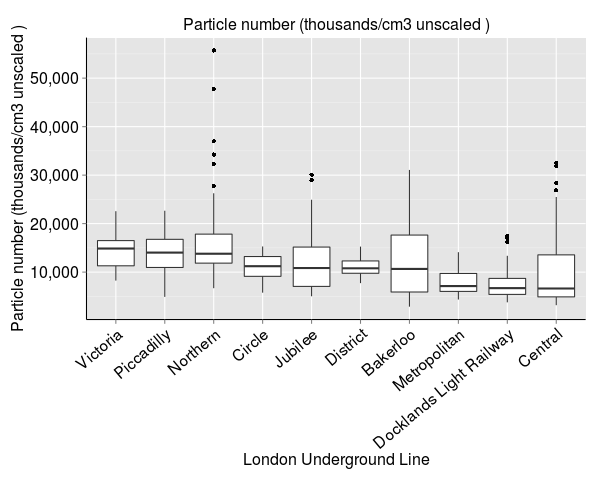 Particle number (thousands/cm3 unscaled )
Particle number (thousands/cm3 unscaled )
50,000
40,000
30,000
20,000
10,000
Victoria
Piccadilly
Northern
Circle
Jubilee
District
Bakerloo
Metropolitan
Docklands Light Railway
Central
London Underground Line